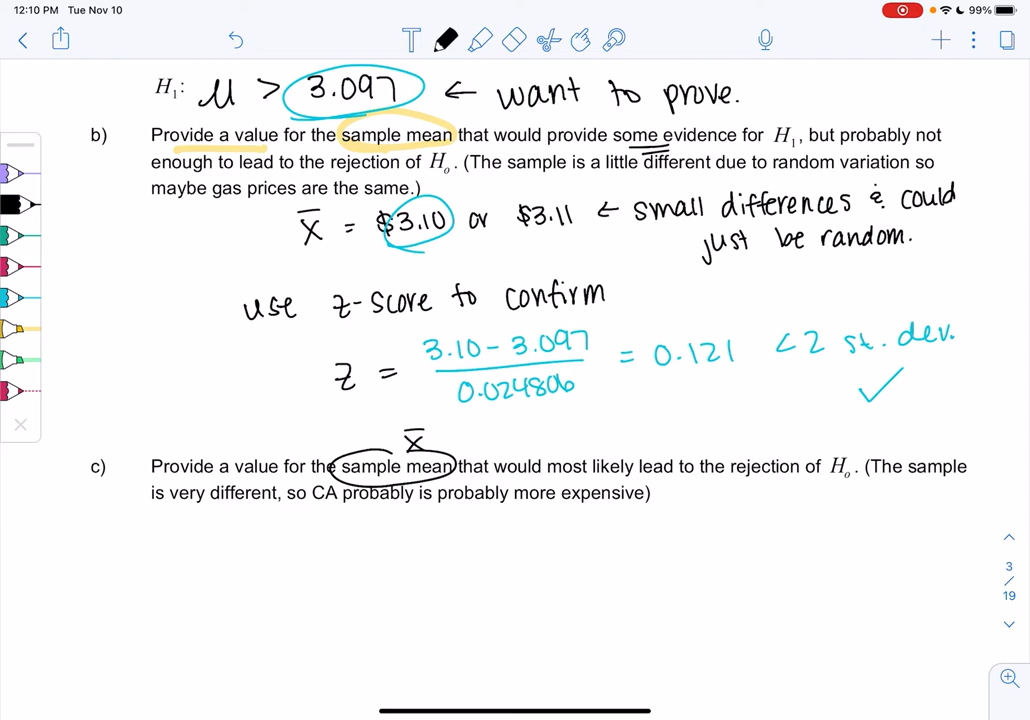 12:10 PM Tue Nov 10
99%
H₁: μ > 3.097 ← want to prove.
b) Provide a value for the sample mean that would provide some evidence for H₁, but probably not
enough to lead to the rejection of Hₒ. (The sample is a little different due to random variation so
maybe gas prices are the same.)
x̄ = $3.10 or $3.11 ← small differences & could
just be random.
use z-score to confirm
z = (3.10 - 3.097) / 0.024806 = 0.121 < 2 st. dev. ✓
x̄
c) Provide a value for the sample mean that would most likely lead to the rejection of Hₒ. (The sample
is very different, so CA probably is probably more expensive)
3
/
19